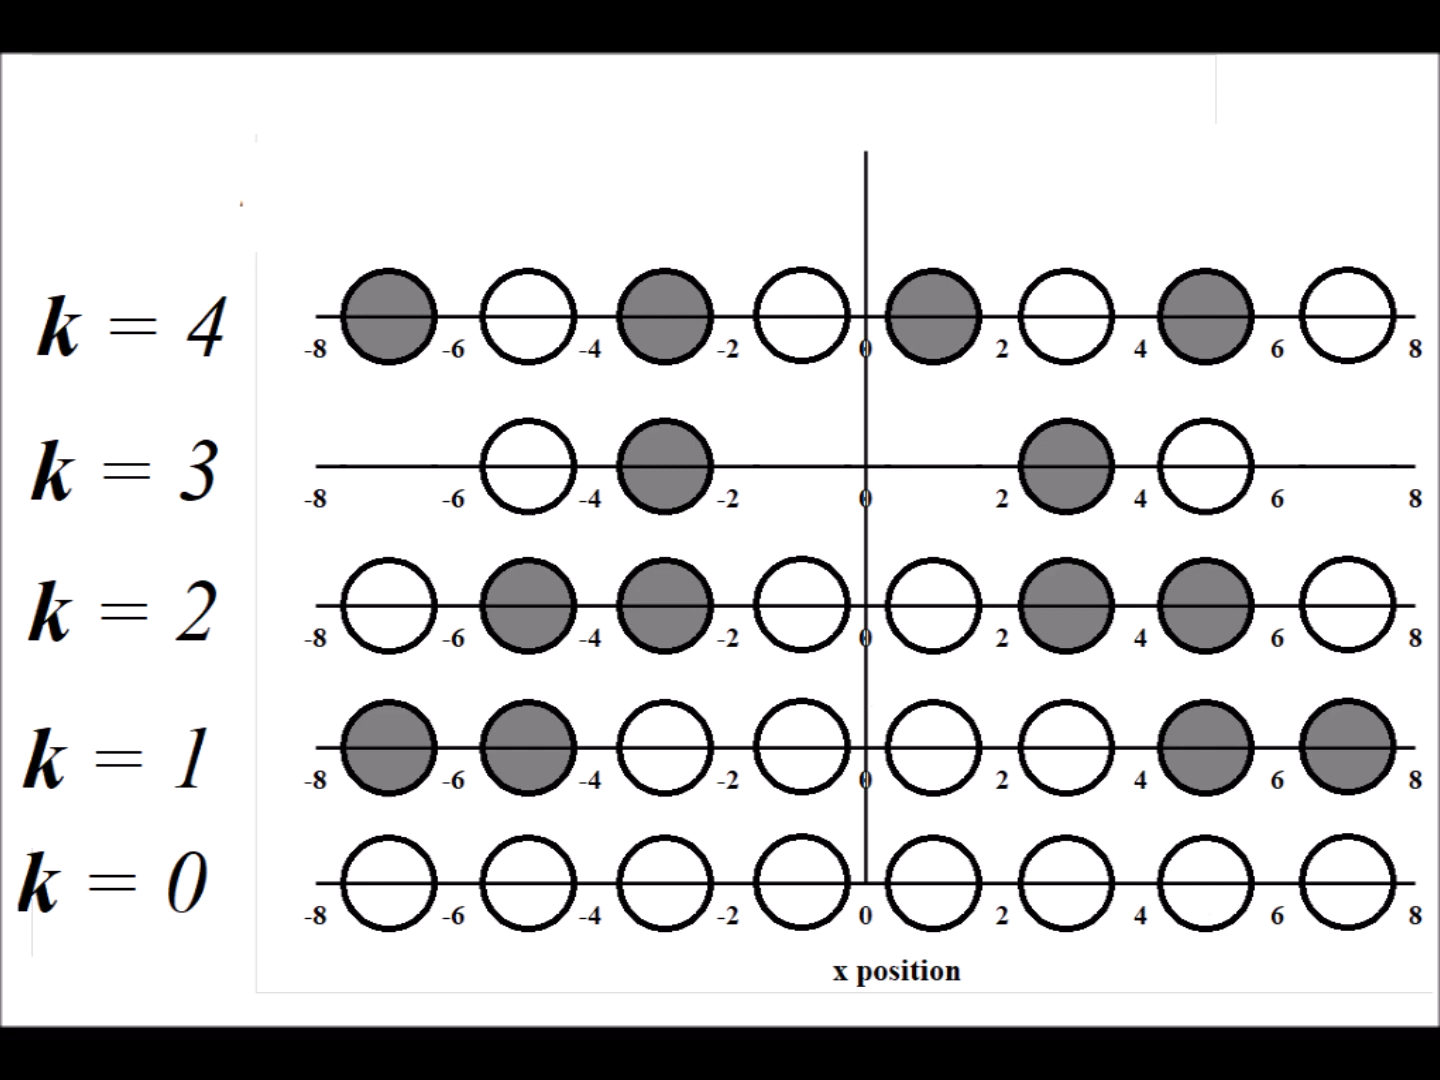 k = 4
-8 -6 -4 -2 0 2 4 6 8
k = 3
-8 -6 -4 -2 0 2 4 6 8
k = 2
-8 -6 -4 -2 0 2 4 6 8
k = 1
-8 -6 -4 -2 0 2 4 6 8
k = 0
-8 -6 -4 -2 0 2 4 6 8
x position